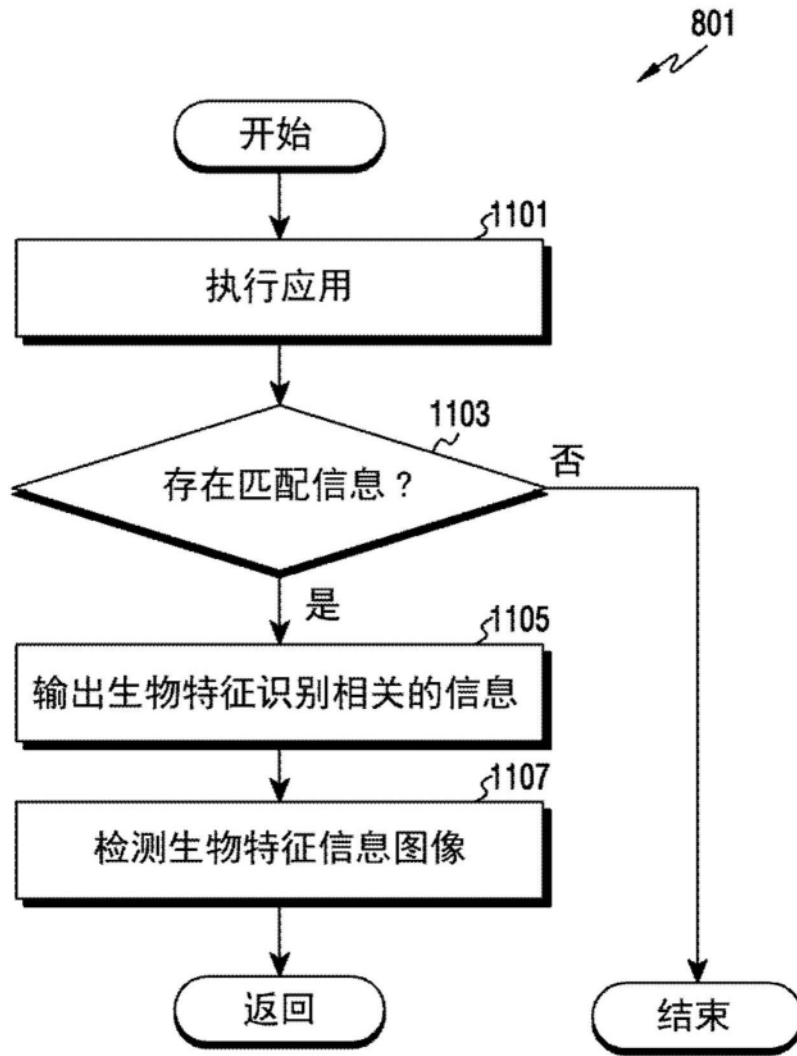 801
开始
1101
执行应用
1103
存在匹配信息？
否
是
1105
输出生物特征识别相关的信息
1107
检测生物特征信息图像
返回
结束